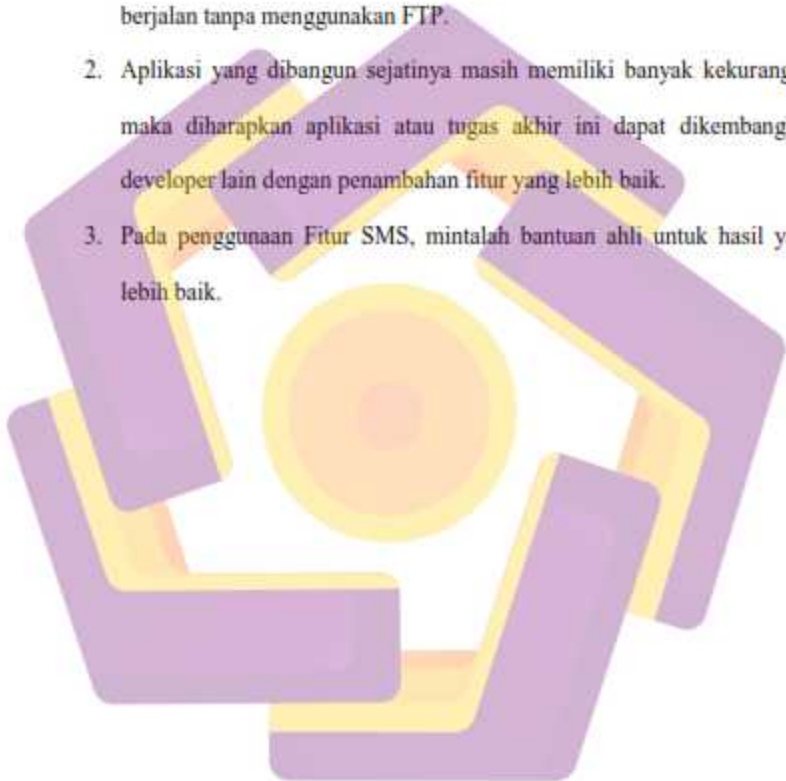 berjalan tanpa menggunakan FTP.
2. Aplikasi yang dibangun sejatinya masih memiliki banyak kekurang
maka diharapkan aplikasi atau tugas akhir ini dapat dikembang
developer lain dengan penambahan fitur yang lebih baik.
3. Pada penggunaan Fitur SMS, mintalah bantuan ahli untuk hasil y
lebih baik.